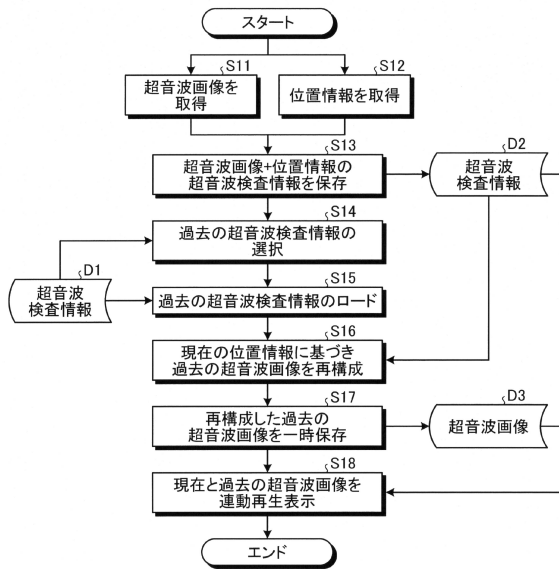 スタート
S11
超音波画像を
取得
S12
位置情報を取得
S13
超音波画像+位置情報の
超音波検査情報を保存
D2
超音波
検査情報
S14
過去の超音波検査情報の
選択
D1
超音波
検査情報
S15
過去の超音波検査情報のロード
S16
現在の位置情報に基づき
過去の超音波画像を再構成
S17
再構成した過去の
超音波画像を一時保存
D3
超音波画像
S18
現在と過去の超音波画像を
連動再生表示
エンド